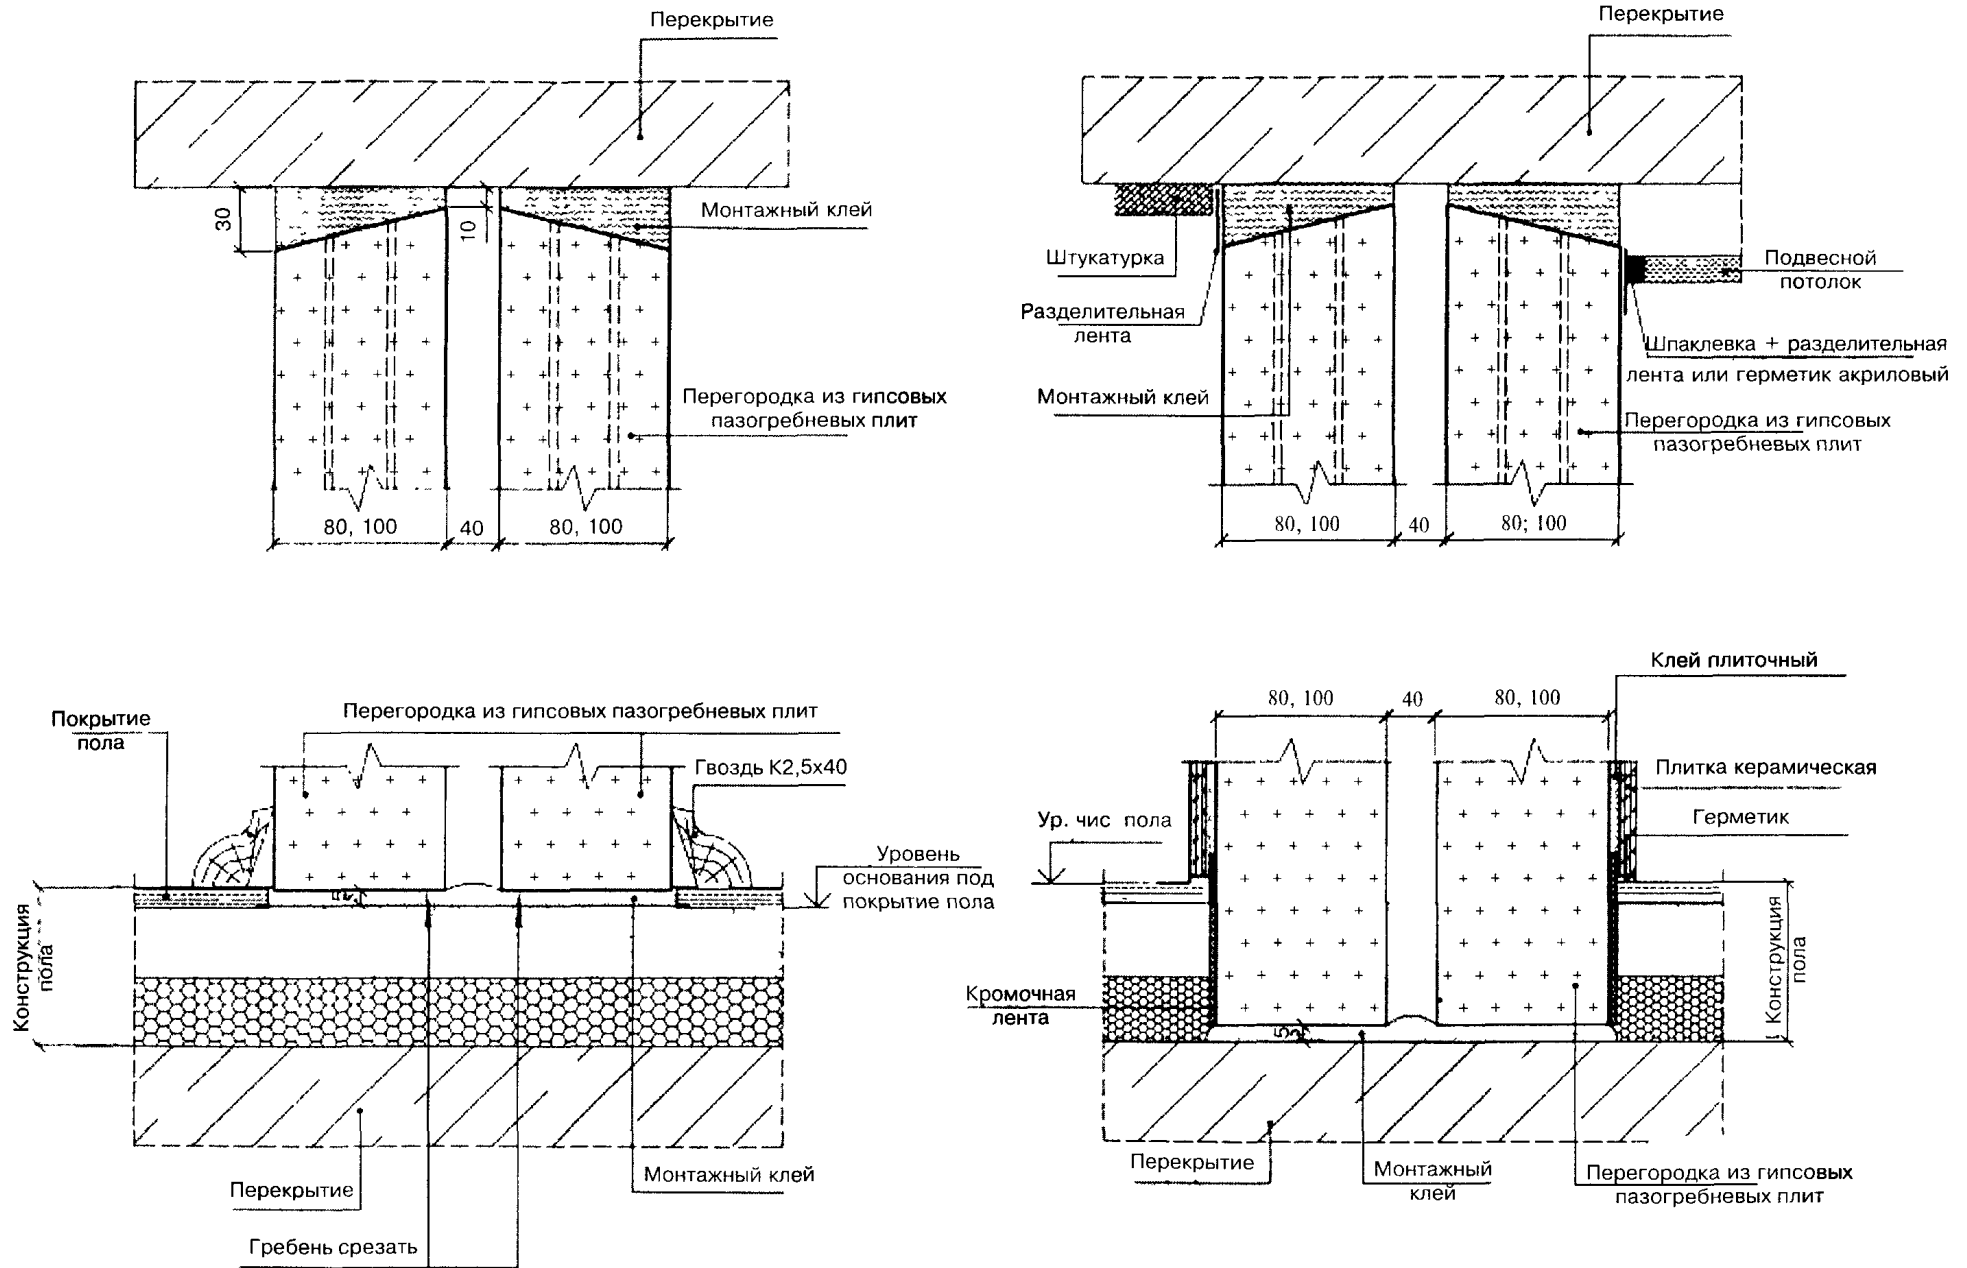 Перекрытие
30
10
Монтажный клей
Перегородка из гипсовых
пазогребневых плит
80, 100
40
80, 100
Перекрытие
Штукатурка
Разделительная
лента
Монтажный клей
Подвесной
потолок
Шпаклевка + разделительная
лента или герметик акриловый
Перегородка из гипсовых
пазогребневых плит
80, 100
40
80; 100
Покрытие
пола
Перегородка из гипсовых пазогребневых плит
Гвоздь К2,5х40
Уровень
основания под
покрытие пола
Конструкция
пола
Перекрытие
Монтажный клей
Гребень срезать
Клей плиточный
80, 100
40
80, 100
Плитка керамическая
Ур. чис пола
Герметик
Кромочная
лента
5
Конструкция
пола
Перекрытие
Монтажный
клей
Перегородка из гипсовых
пазогребневых плит